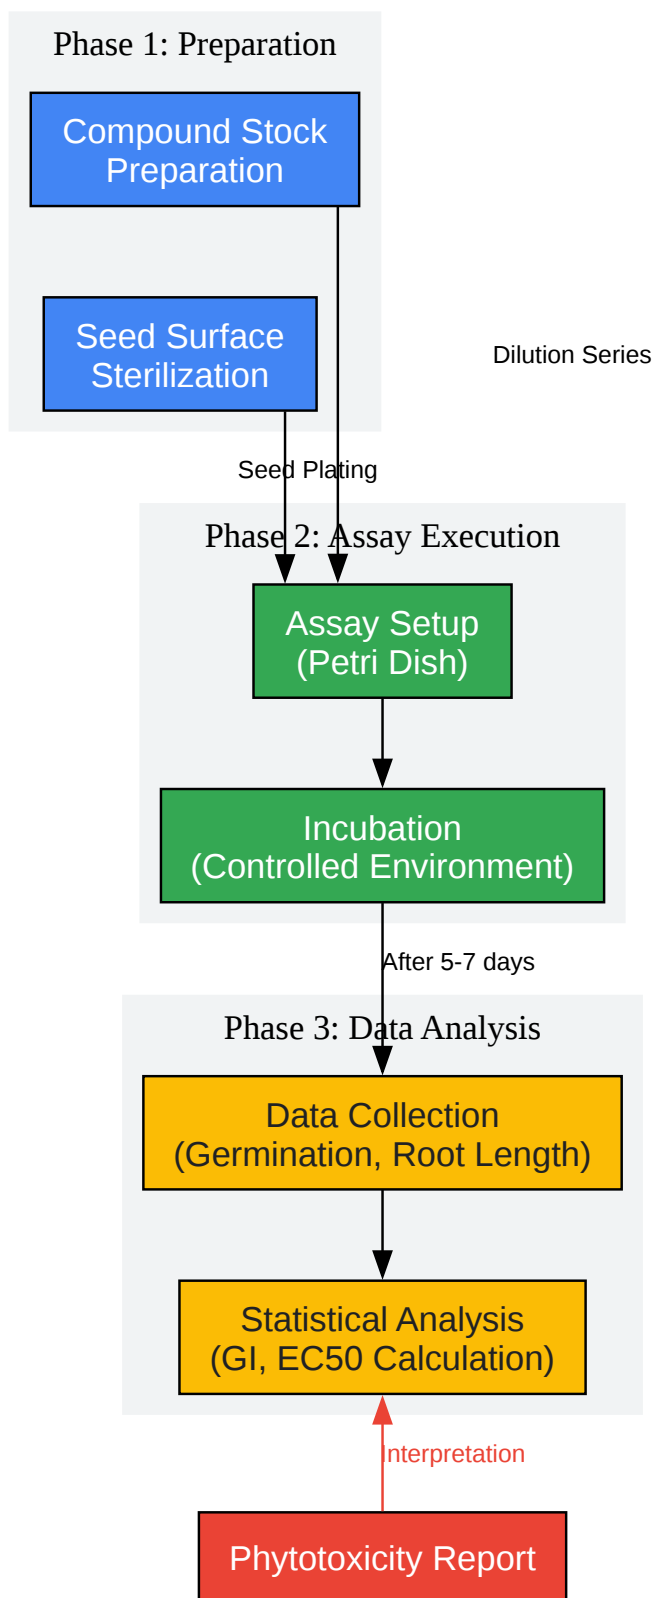 Phase 1: Preparation
Compound Stock
Preparation
Seed Surface
Sterilization
Dilution Series
Seed Plating
Phase 2: Assay Execution
Assay Setup
(Petri Dish)
Incubation
(Controlled Environment)
After 5-7 days
Phase 3: Data Analysis
Data Collection
(Germination, Root Length)
Statistical Analysis
(GI, EC50 Calculation)
Interpretation
Phytotoxicity Report